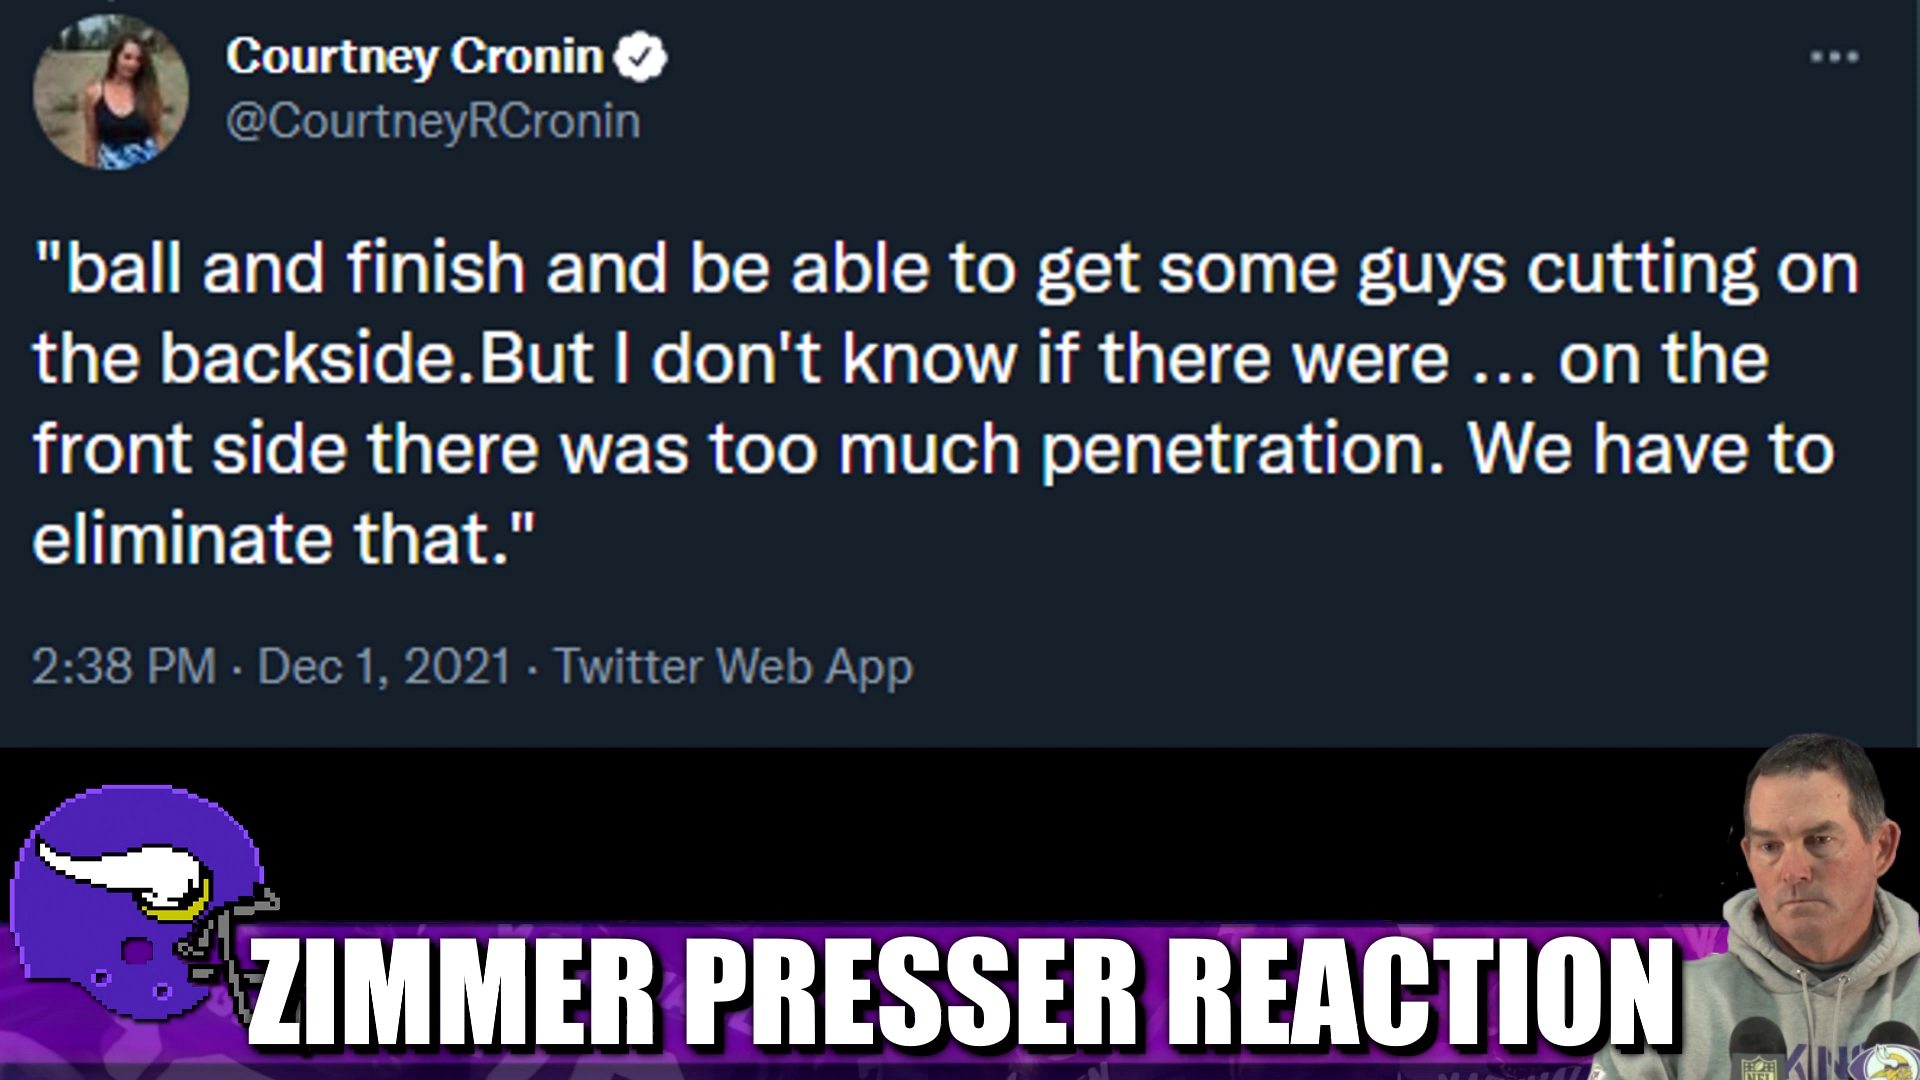 Courtney Cronin
@CourtneyRCronin
"ball and finish and be able to get some guys cutting on
the backside.But I don't know if there were ... on the
front side there was too much penetration. We have to
eliminate that."
2:38 PM · Dec 1, 2021 · Twitter Web App
ZIMMER PRESSER REACTION
NFL